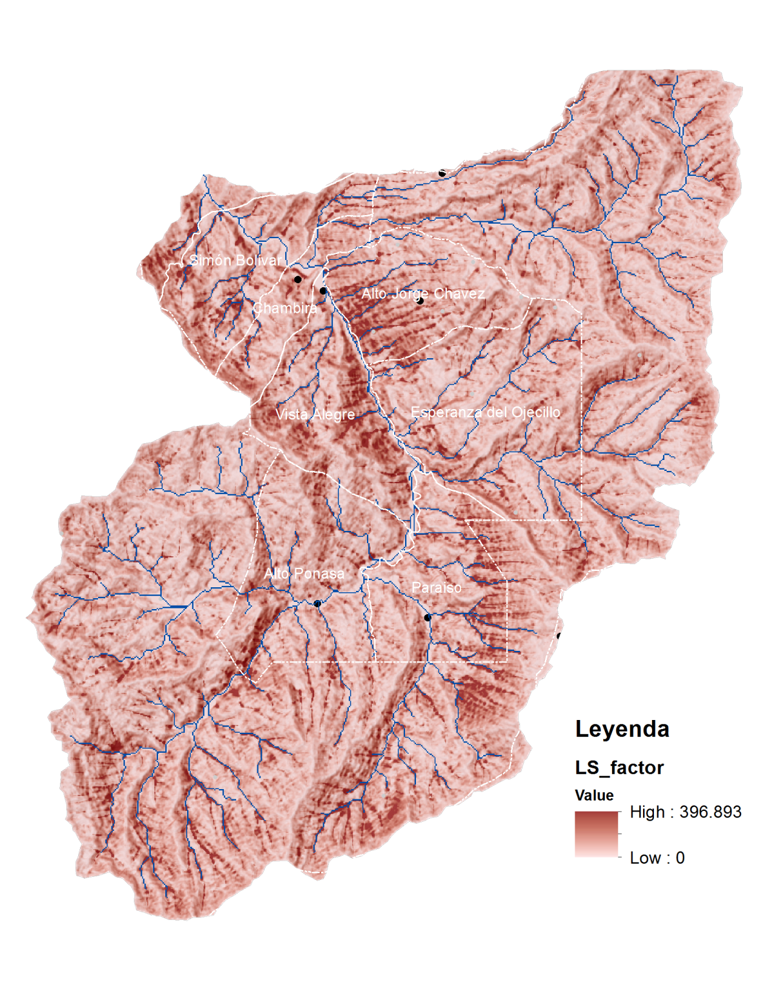 Simón Bolívar
Alto Jorge Chavez
Chambira
Esperanza del Ojecillo
Vista Alegre
Alto Ponasa
Paraiso
Leyenda
LS_factor
Value
High : 396.893
Low : 0